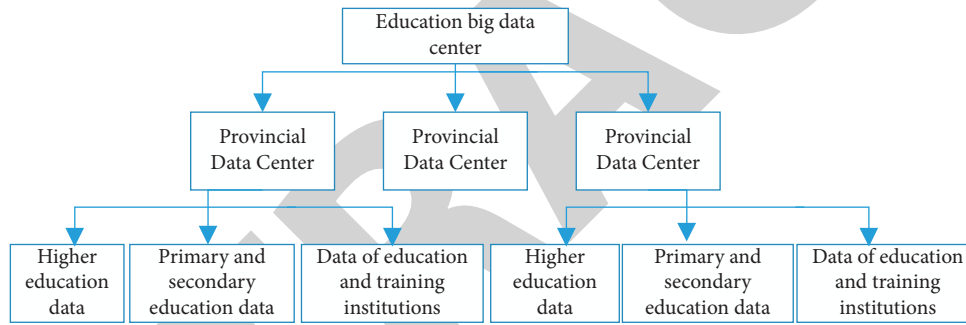 Education big data
center
Provincial
Data Center
Provincial
Data Center
Provincial
Data Center
Higher
education
data
Primary and
secondary
education data
Data of education
and training
institutions
Higher
education
data
Primary and
secondary
education data
Data of education
and training
institutions